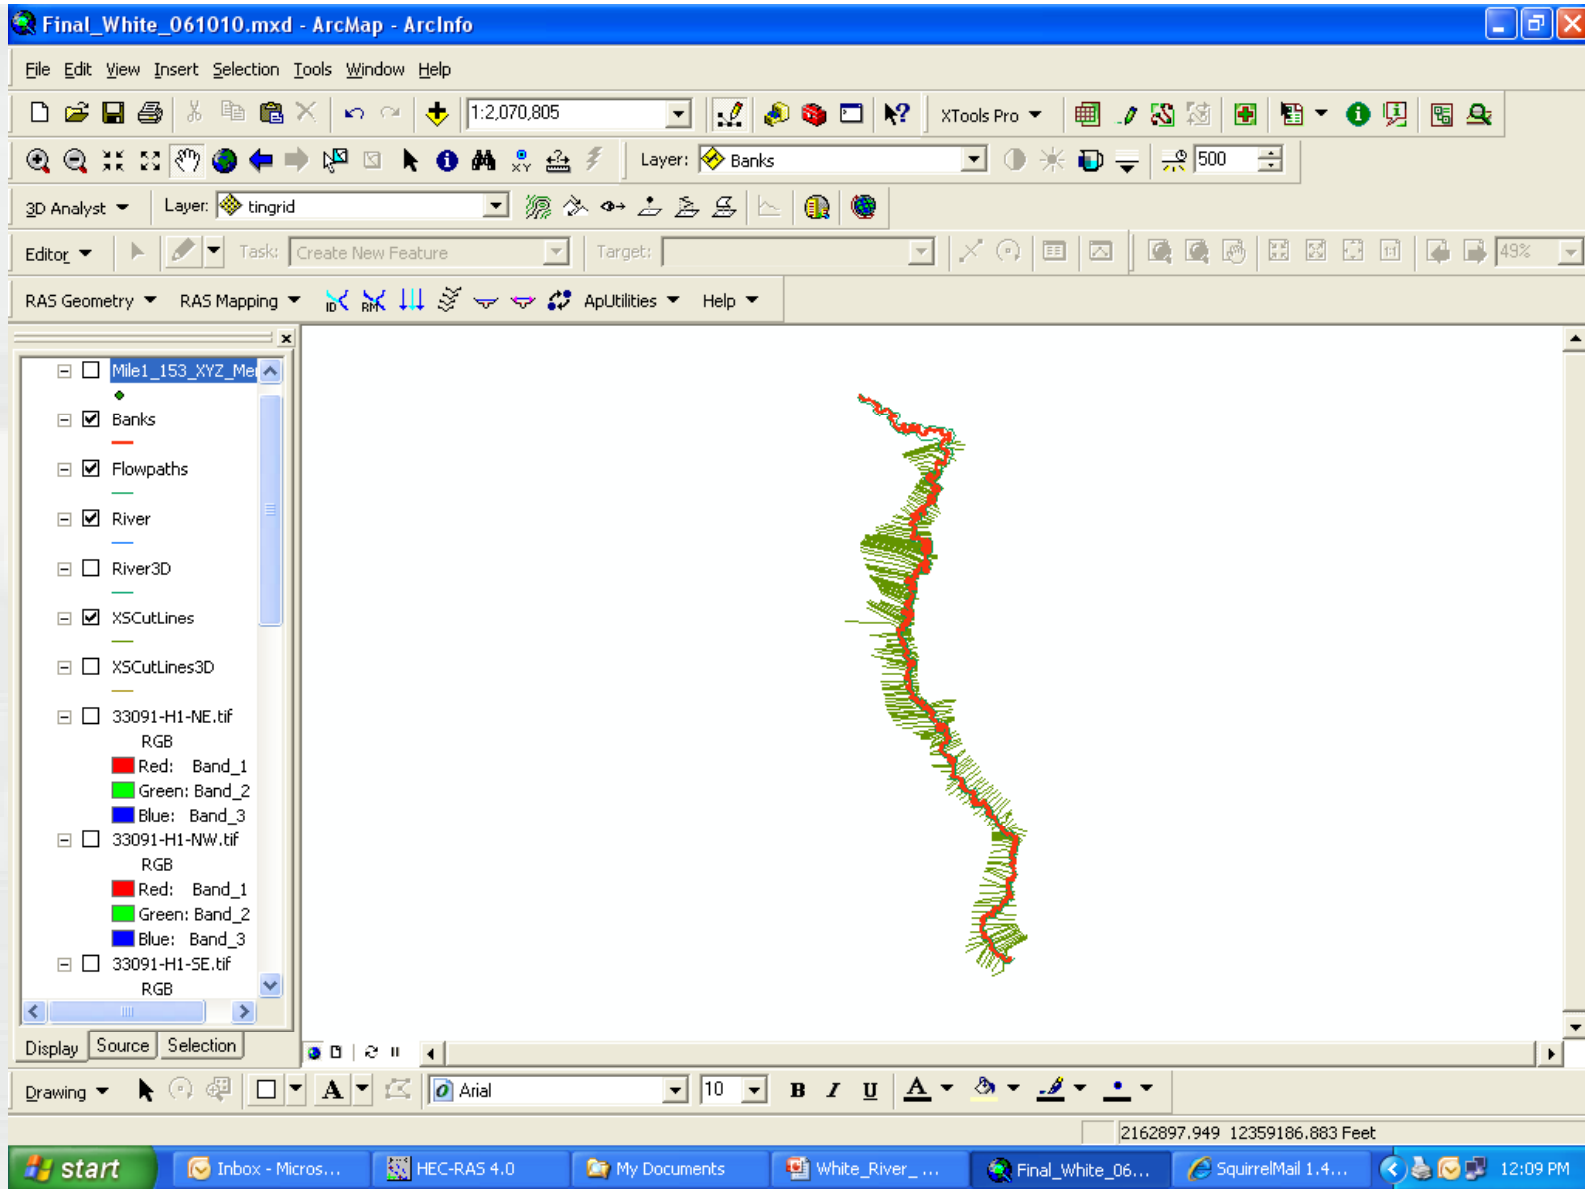 Final_White_061010.mxd - ArcMap - ArcInfo
File Edit View Insert Selection Tools Window Help
1:2,070,805 XTools Pro
Layer: Banks 500
3D Analyst Layer: tingrid
Editor Task: Create New Feature Target: 49%
RAS Geometry RAS Mapping ID RM ApUtilities Help
Mile1_153_XYZ_Mer
Banks
Flowpaths
River
River3D
XSCutLines
XSCutLines3D
33091-H1-NE.tif
RGB
Red: Band_1
Green: Band_2
Blue: Band_3
33091-H1-NW.tif
RGB
Red: Band_1
Green: Band_2
Blue: Band_3
33091-H1-SE.tif
RGB
Display Source Selection
Drawing A Arial 10 B I U A
2162897.949 12359186.883 Feet
start Inbox - Micros... HEC-RAS 4.0 My Documents White_River_... Final_White_06... SquirrelMail 1.4... 12:09 PM